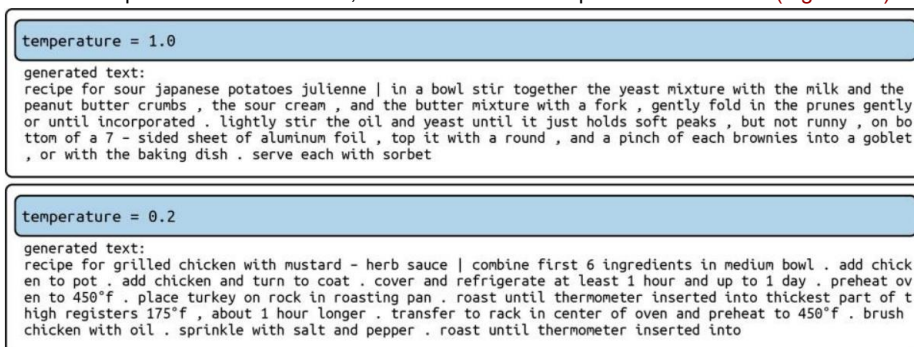 temperature = 1.0
generated text:
recipe for sour japanese potatoes julienne | in a bowl stir together the yeast mixture with the milk and the
peanut butter crumbs , the sour cream , and the butter mixture with a fork , gently fold in the prunes gently
or until incorporated . lightly stir the oil and yeast until it just holds soft peaks , but not runny , on bo
ttom of a 7 – sided sheet of aluminum foil , top it with a round , and a pinch of each brownies into a goblet
, or with the baking dish . serve each with sorbet
temperature = 0.2
generated text:
recipe for grilled chicken with mustard – herb sauce | combine first 6 ingredients in medium bowl . add chick
en to pot . add chicken and turn to coat . cover and refrigerate at least 1 hour and up to 1 day . preheat ov
en to 450°f . place turkey on rock in roasting pan . roast until thermometer inserted into thickest part of t
high registers 175°f , about 1 hour longer . transfer to rack in center of oven and preheat to 450°f . brush
chicken with oil . sprinkle with salt and pepper . roast until thermometer inserted into